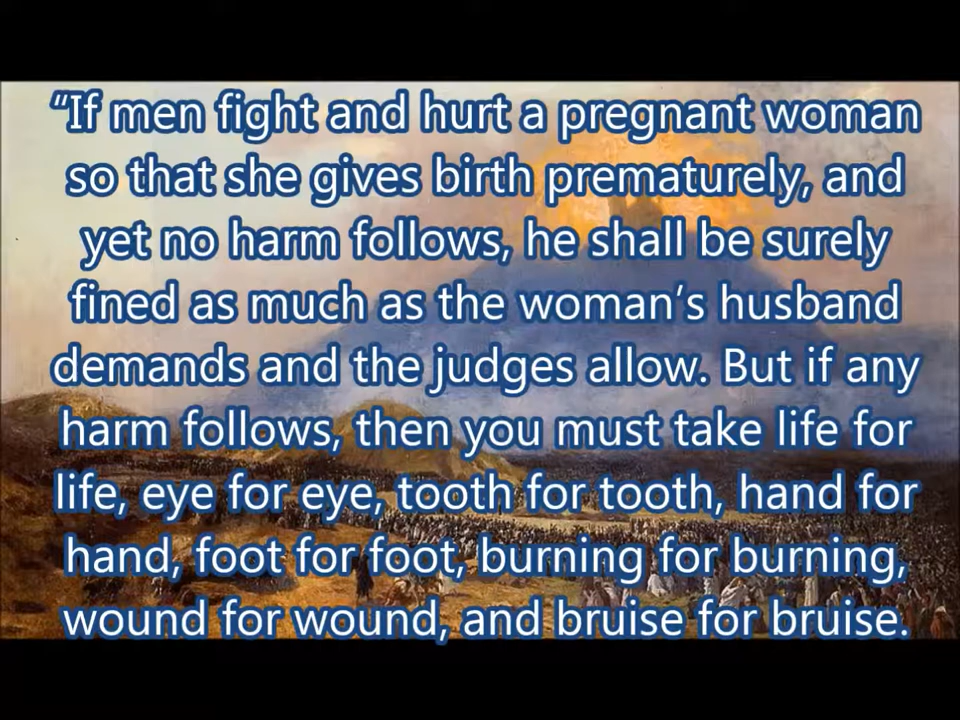 “If men fight and hurt a pregnant woman
so that she gives birth prematurely, and
yet no harm follows, he shall be surely
fined as much as the woman’s husband
demands and the judges allow. But if any
harm follows, then you must take life for
life, eye for eye, tooth for tooth, hand for
hand, foot for foot, burning for burning,
wound for wound, and bruise for bruise.